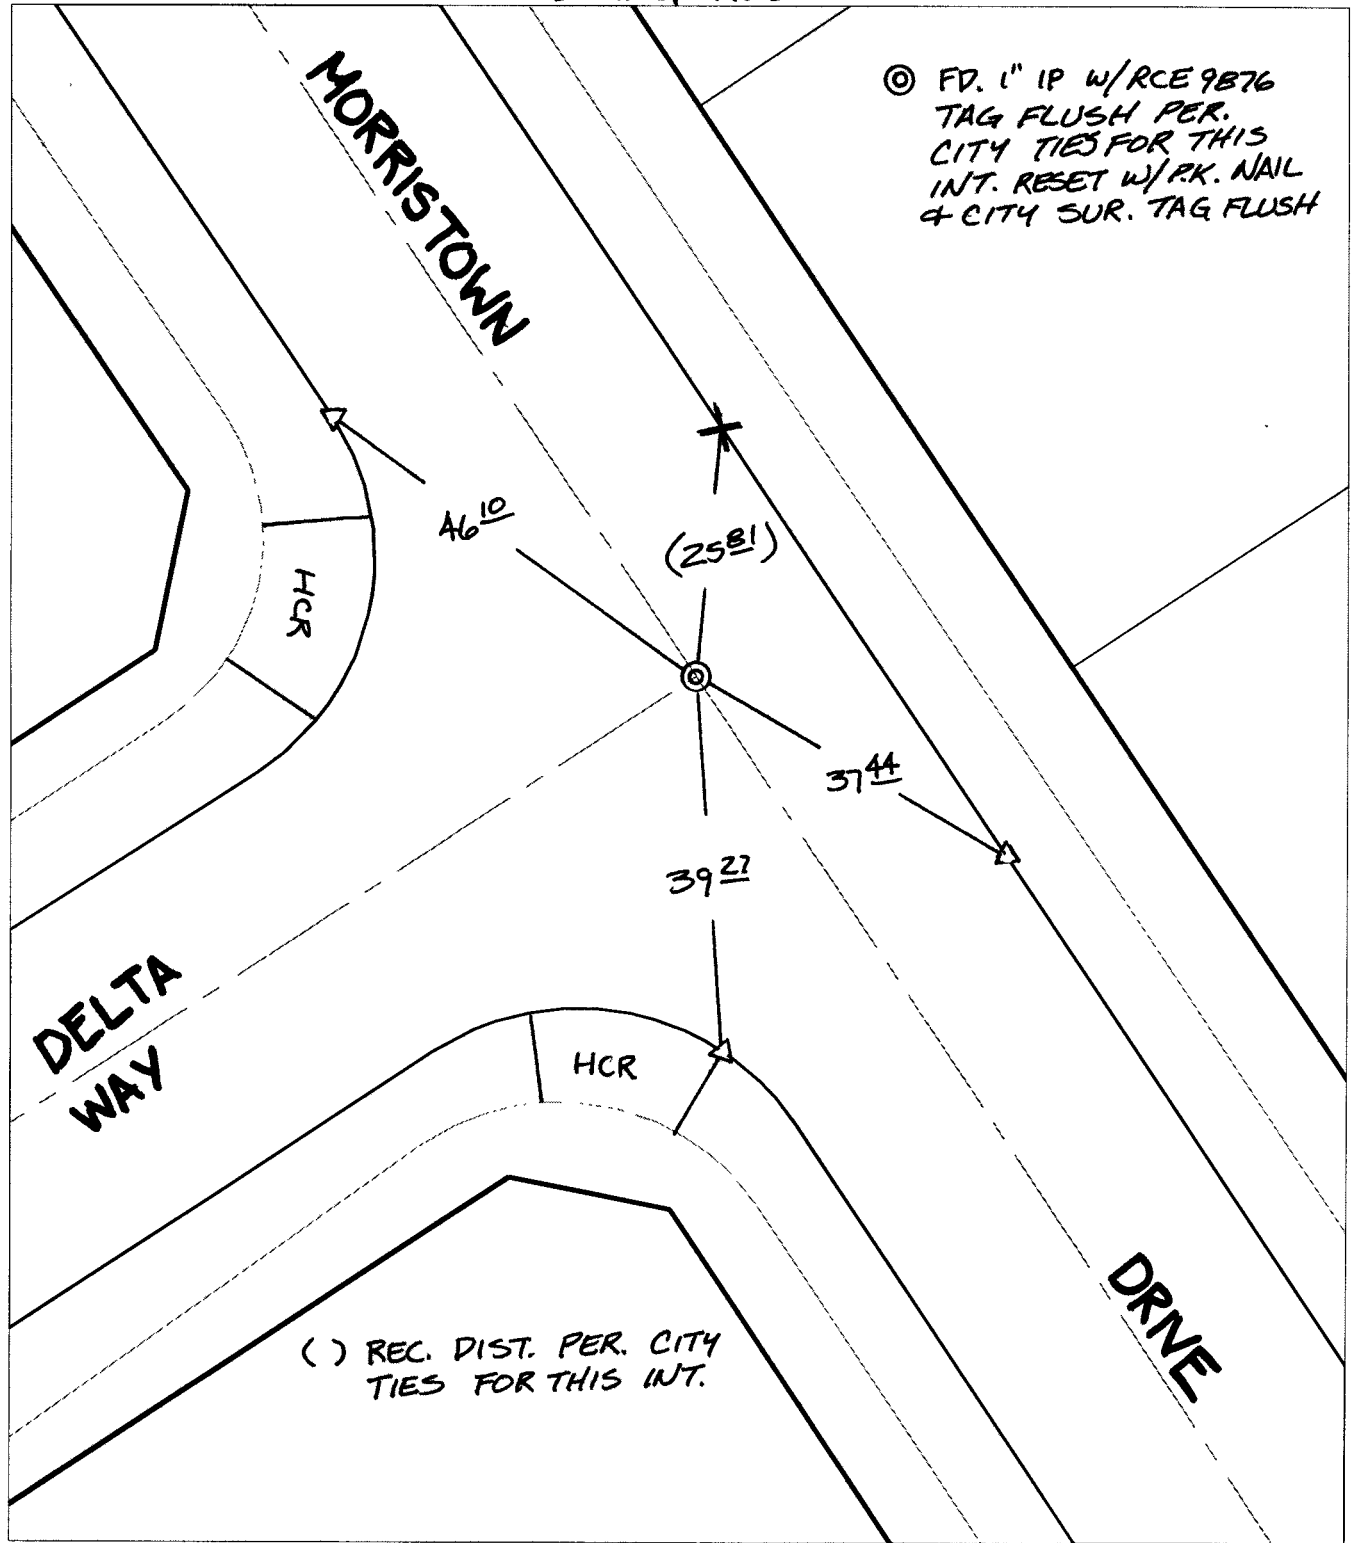 MORRISTOWN
◎ FD. 1" IP W/RCE 9876
TAG FLUSH PER.
CITY TIES FOR THIS
INT. RESET W/P.K. NAIL
& CITY SUR. TAG FLUSH
46 10
(25 81)
HCR
37 44
39 27
DELTA
WAY
HCR
DRIVE
( ) REC. DIST. PER. CITY
TIES FOR THIS INT.